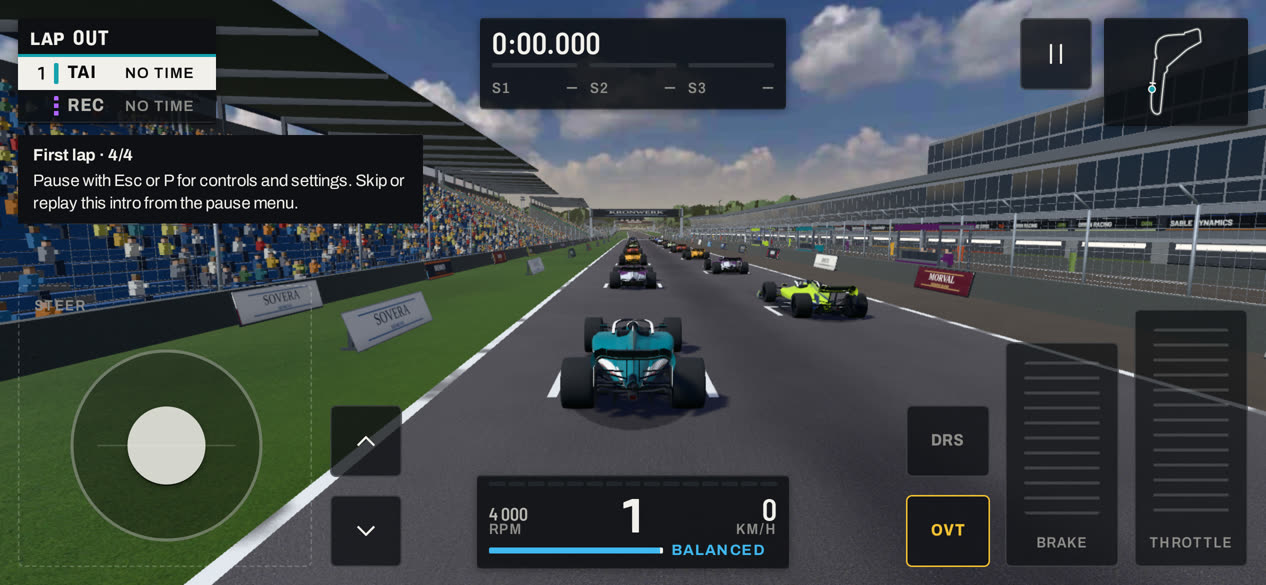 LAP OUT
1 TAI NO TIME
REC NO TIME
First lap · 4/4
Pause with Esc or P for controls and settings. Skip or
replay this intro from the pause menu.
0:00.000
S1 – S2 – S3 –
KRONWERK
SABLE DYNAMICS
MORVAL
SOVERA
SOVERA
STEER
4 000
RPM
1
0
KM/H
BALANCED
DRS
OVT
BRAKE
THROTTLE